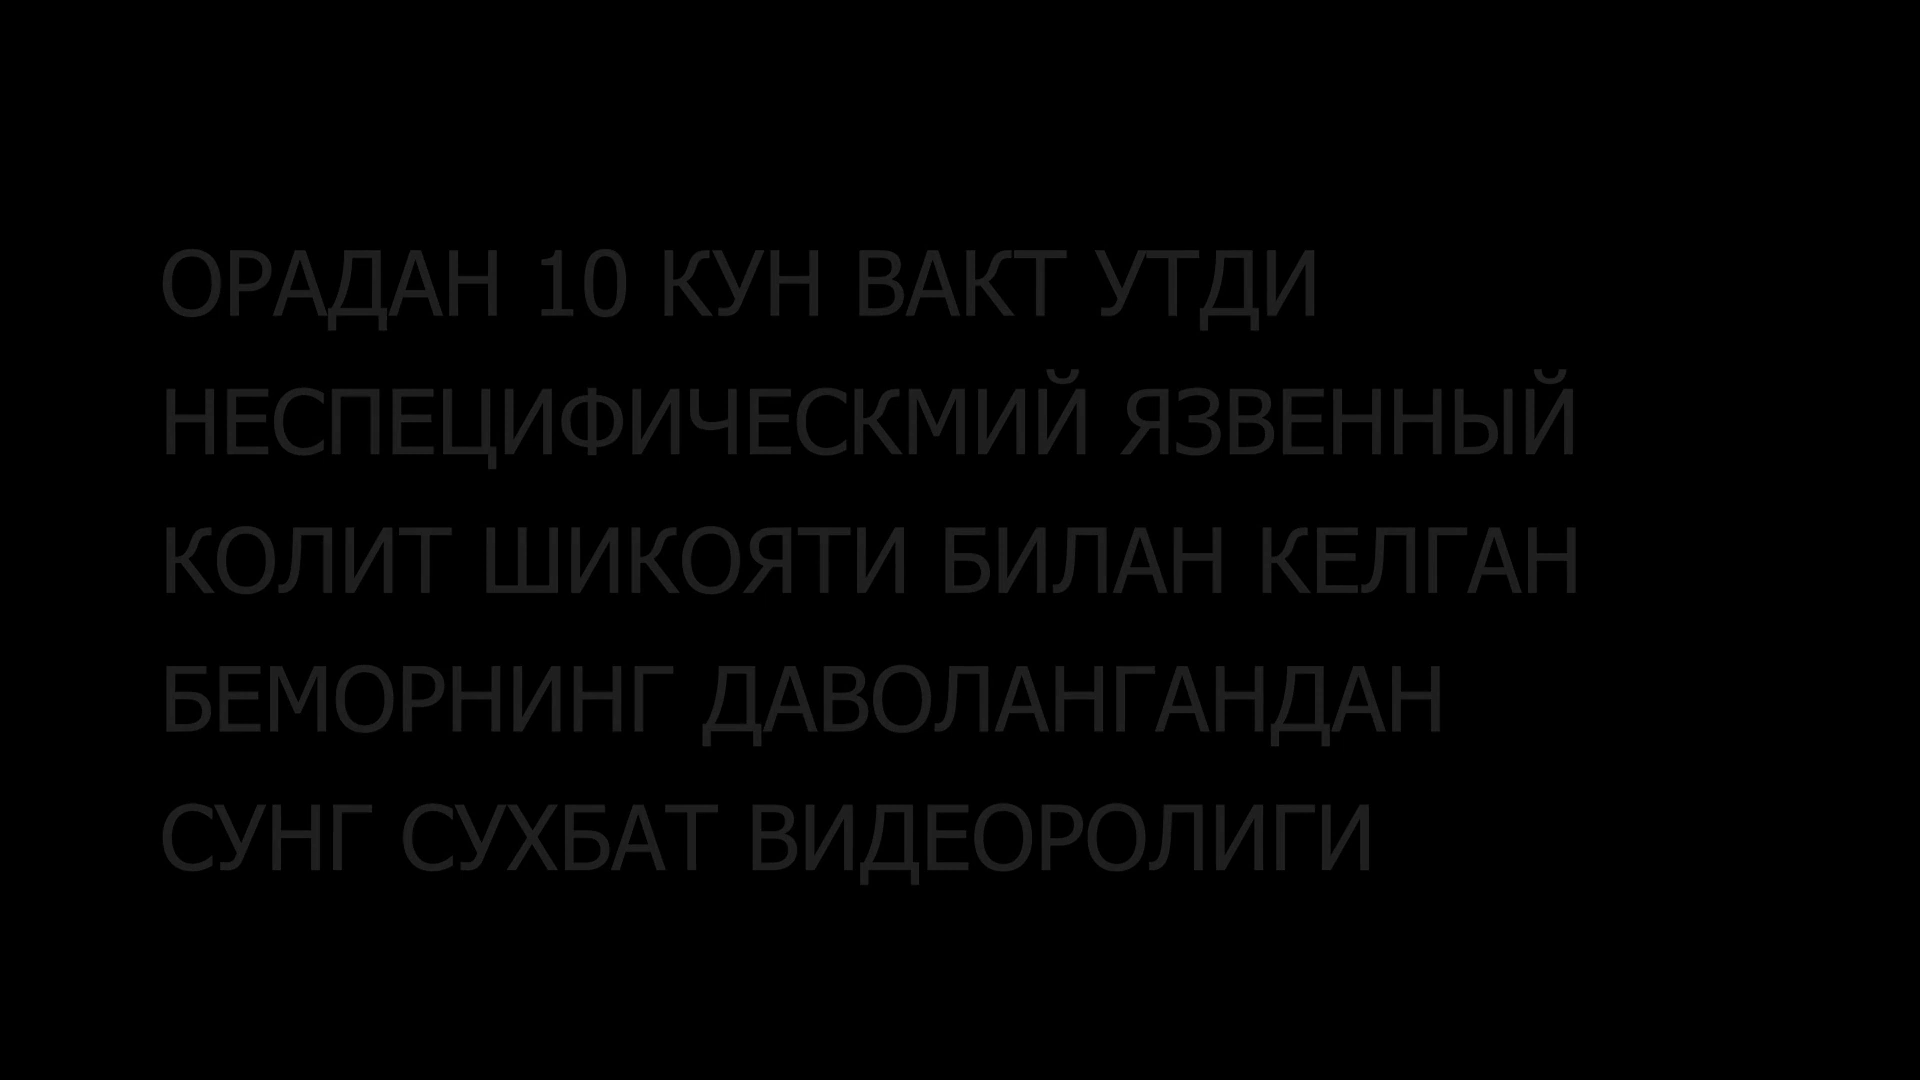 ОРАДАН 10 КУН ВАКТ УТДИ
НЕСПЕЦИФИЧЕСКМИЙ ЯЗВЕННЫЙ
КОЛИТ ШИКОЯТИ БИЛАН КЕЛГАН
БЕМОРНИНГ ДАВОЛАНГАНДАН
СУНГ СУХБАТ ВИДЕОРОЛИГИ